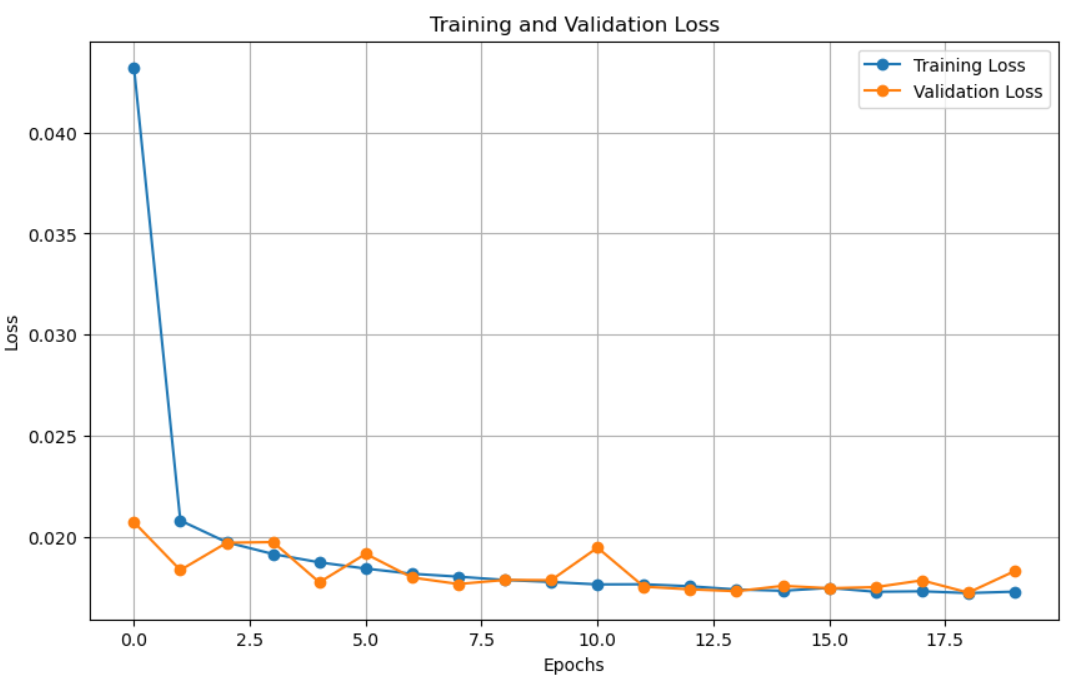 Training and Validation Loss
Training Loss
Validation Loss
0.040
0.035
0.030
0.025
0.020
Loss
0.0 2.5 5.0 7.5 10.0 12.5 15.0 17.5
Epochs